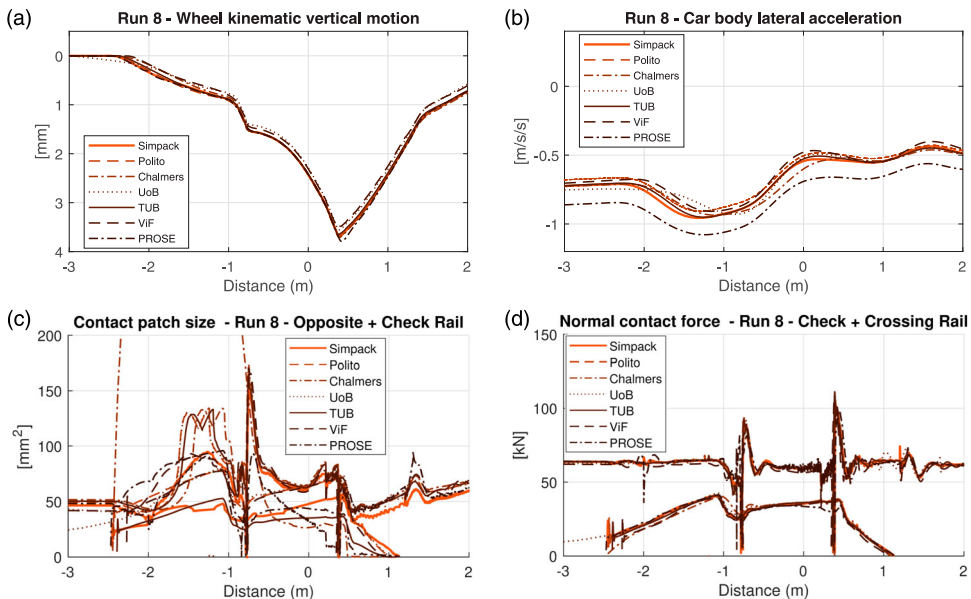 (a)
Run 8 - Wheel kinematic vertical motion
[mm]
0
1
2
3
4
Simpack
Polito
Chalmers
UoB
TUB
ViF
PROSE
-3
-2
-1
0
1
2
Distance (m)
(b)
Run 8 - Car body lateral acceleration
[m/s/s]
0
-0.5
-1
Simpack
Polito
Chalmers
UoB
TUB
ViF
PROSE
-3
-2
-1
0
1
2
Distance (m)
(c)
Contact patch size - Run 8 - Opposite + Check Rail
[mm²]
200
150
100
50
0
Simpack
Polito
Chalmers
UoB
TUB
ViF
PROSE
-3
-2
-1
0
1
2
Distance (m)
(d)
Normal contact force - Run 8 - Check + Crossing Rail
[kN]
150
100
50
0
Simpack
Polito
Chalmers
UoB
TUB
ViF
PROSE
-3
-2
-1
0
1
2
Distance (m)